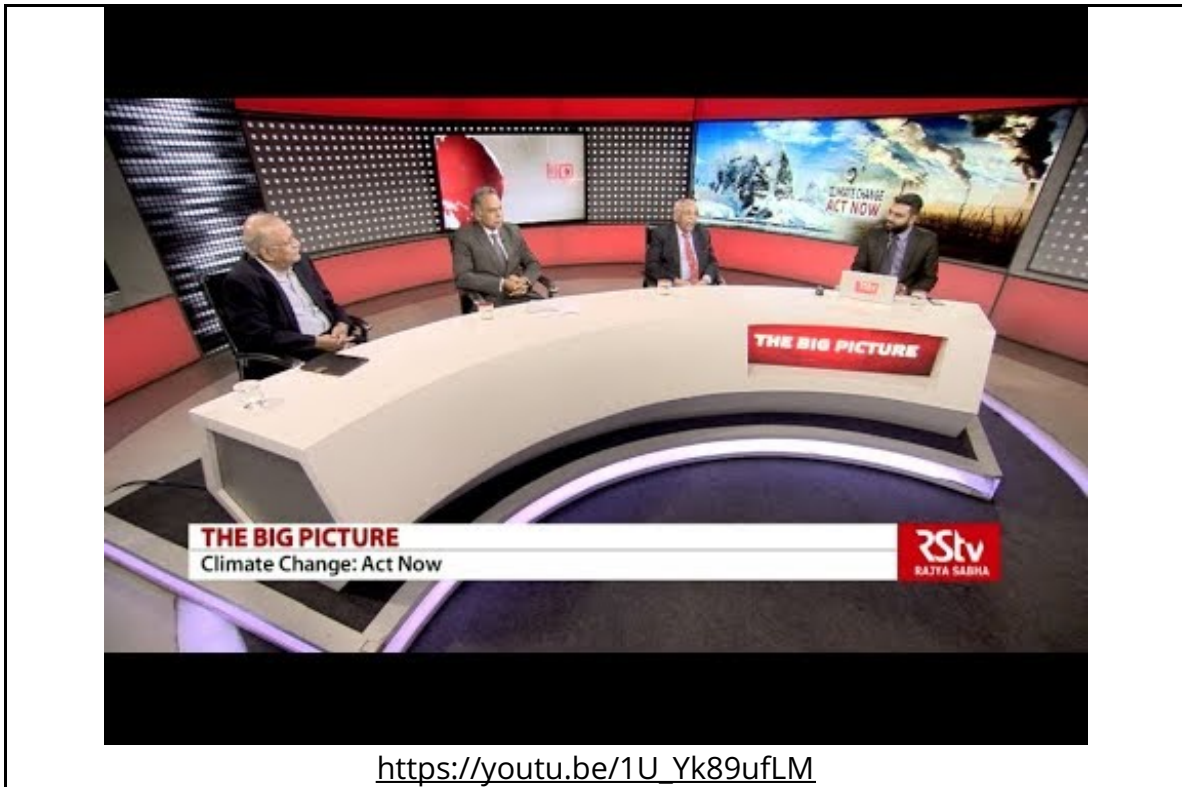 CLIMATE CHANGE
ACT NOW
THE BIG PICTURE
THE BIG PICTURE
Climate Change: Act Now
RStv
RAJYA SABHA
https://youtu.be/1U_Yk89ufLM